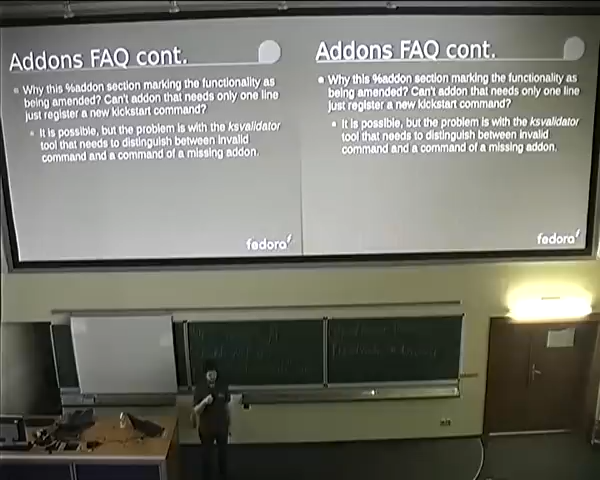 Addons FAQ cont.
Why this %addon section marking the functionality as
being amended? Can't addon that needs only one line
just register a new kickstart command?
It is possible, but the problem is with the ksvalidator
tool that needs to distinguish between invalid
command and a command of a missing addon.
fedora
Addons FAQ cont.
Why this %addon section marking the functionality as
being amended? Can't addon that needs only one line
just register a new kickstart command?
It is possible, but the problem is with the ksvalidator
tool that needs to distinguish between invalid
command and a command of a missing addon.
fedora